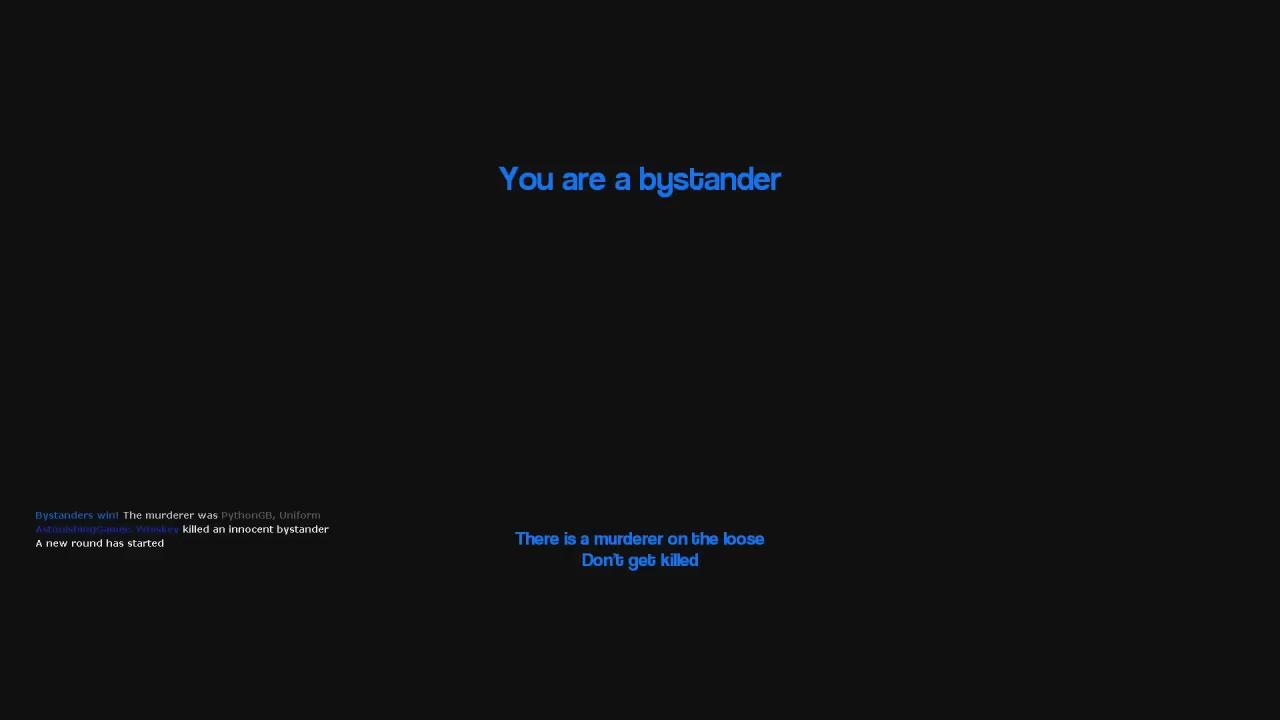 You are a bystander
Bystanders win! The murderer was PythonGB, Uniform
AstonishingGames, Whiskey killed an innocent bystander
A new round has started
There is a murderer on the loose
Don't get killed